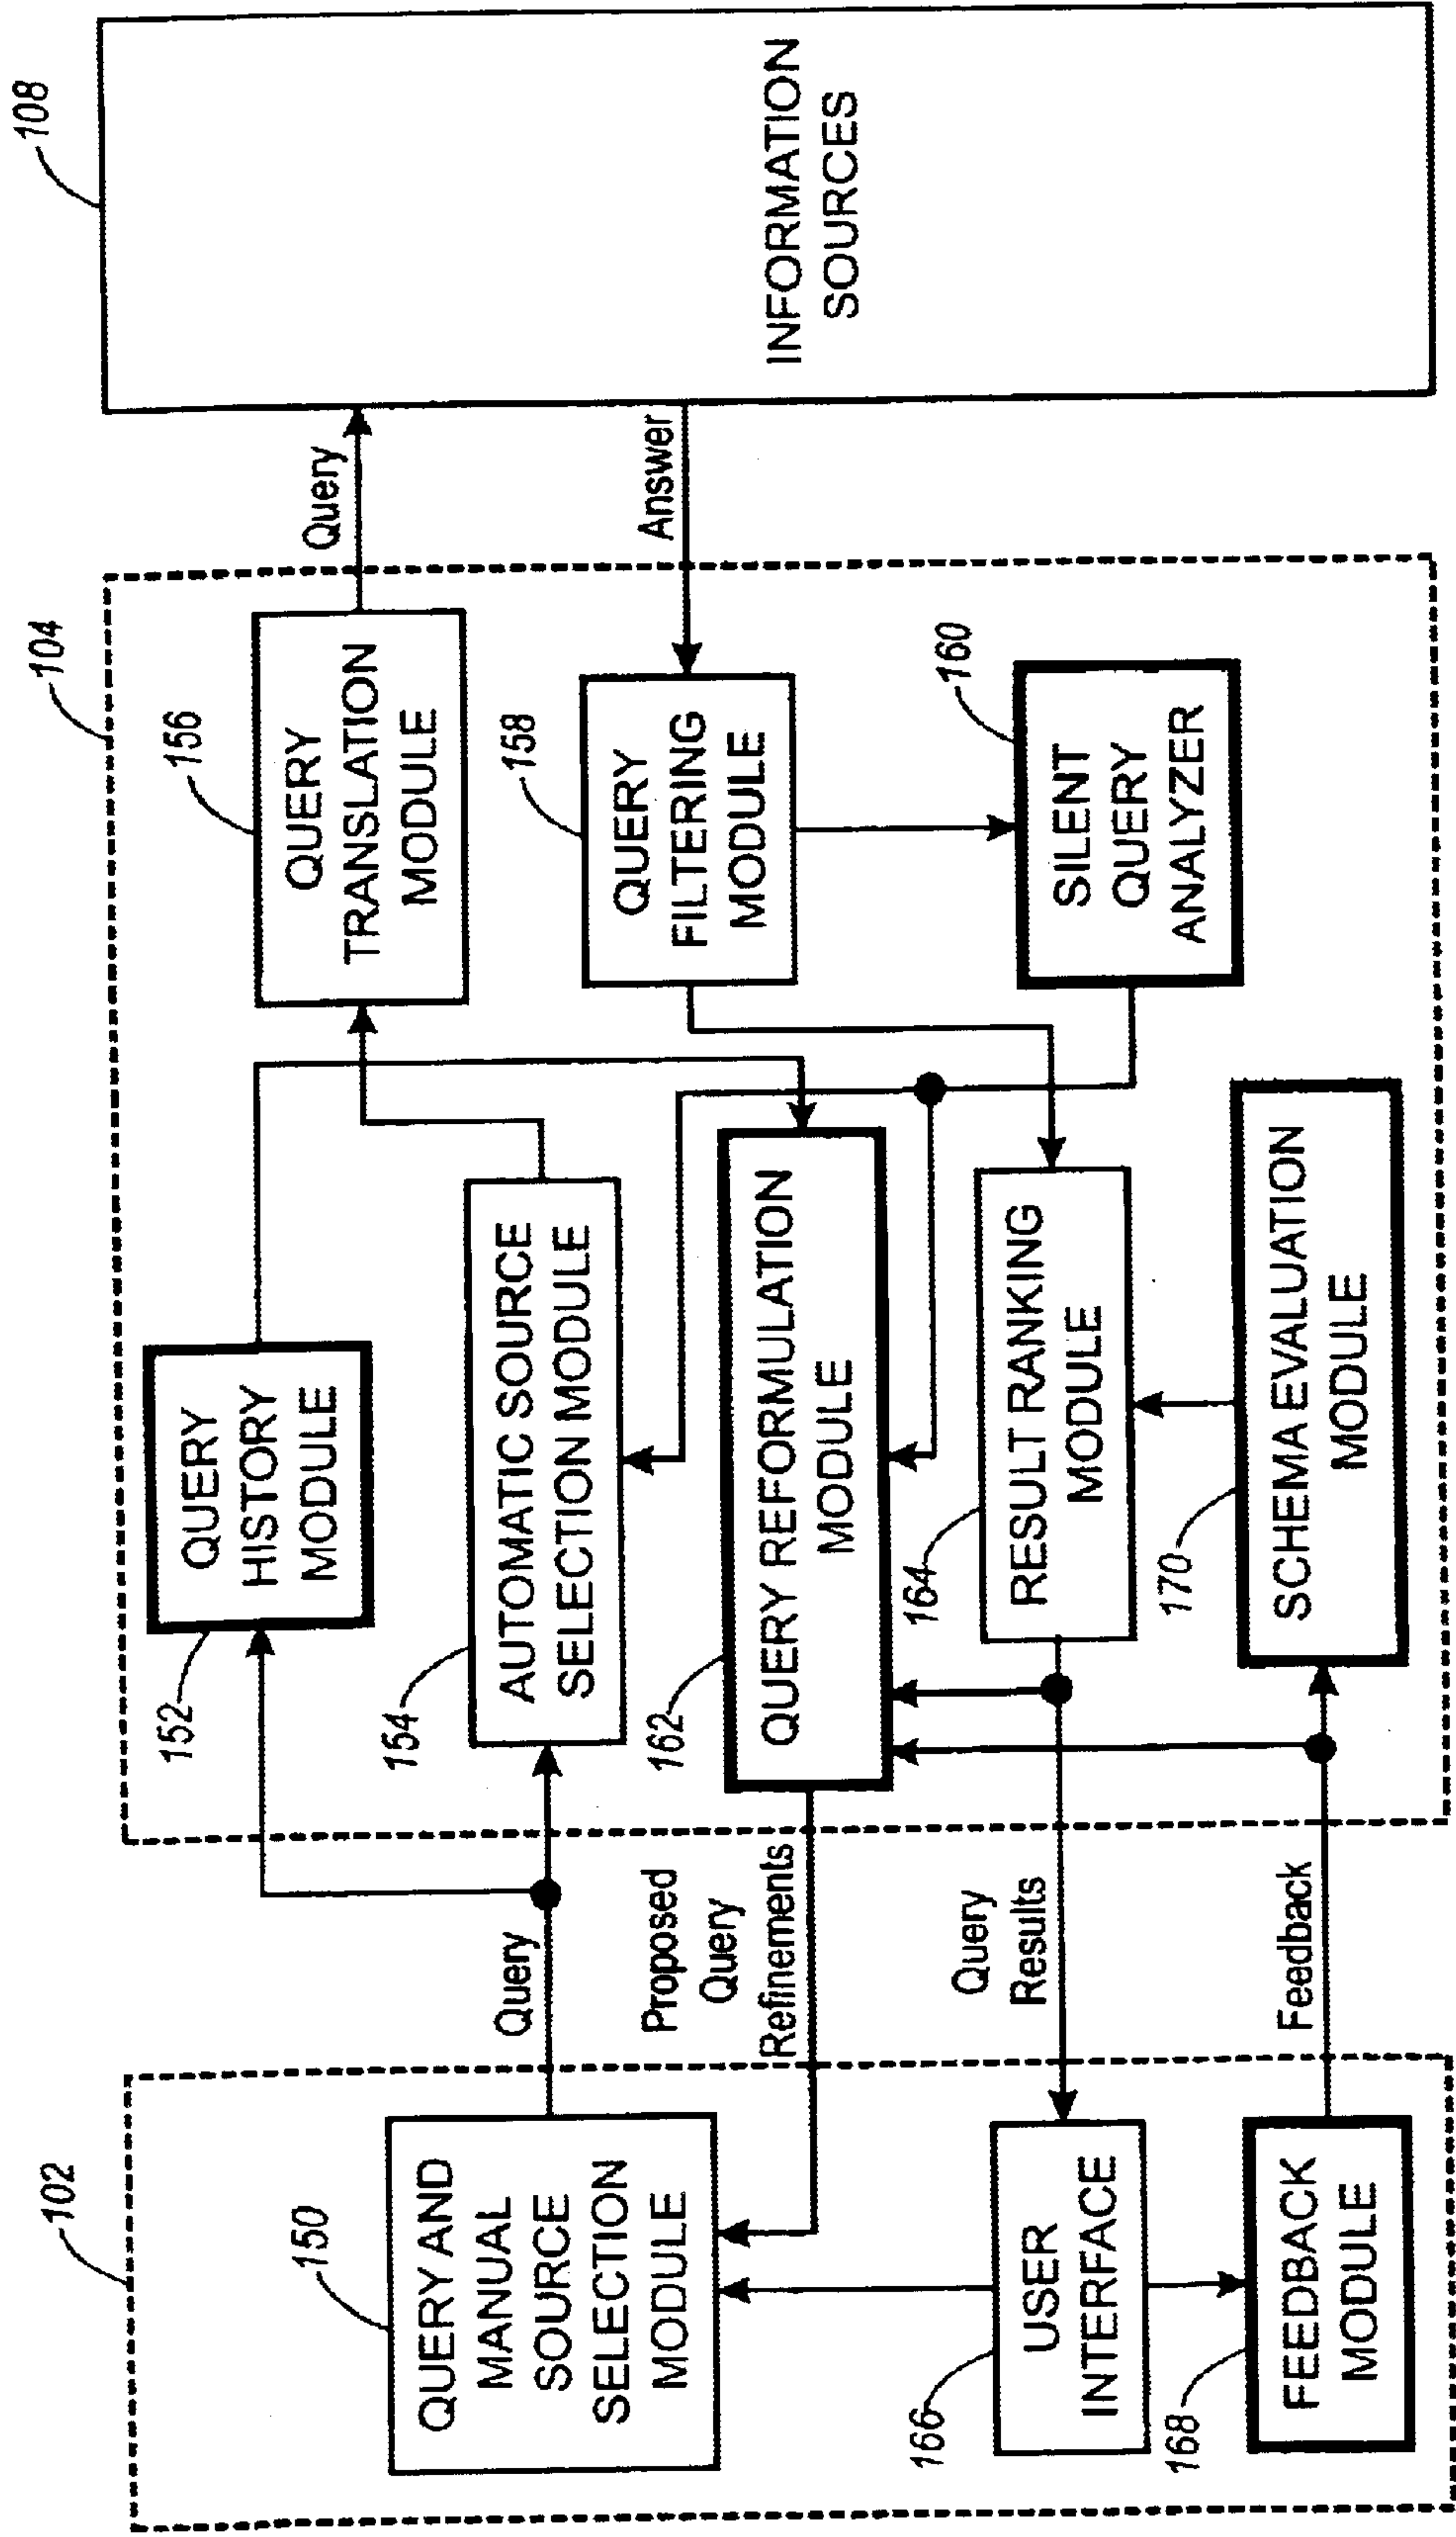 102
150
QUERY AND
MANUAL
SOURCE
SELECTION
MODULE
166
USER
INTERFACE
168
FEEDBACK
MODULE
Query
Proposed
Query
Refinements
Query
Results
Feedback
104
152
QUERY
HISTORY
MODULE
154
AUTOMATIC SOURCE
SELECTION MODULE
162
QUERY REFORMULATION
MODULE
164
RESULT RANKING
MODULE
170
SCHEMA EVALUATION
MODULE
156
QUERY
TRANSLATION
MODULE
158
QUERY
FILTERING
MODULE
160
SILENT
QUERY
ANALYZER
Query
Answer
108
INFORMATION
SOURCES